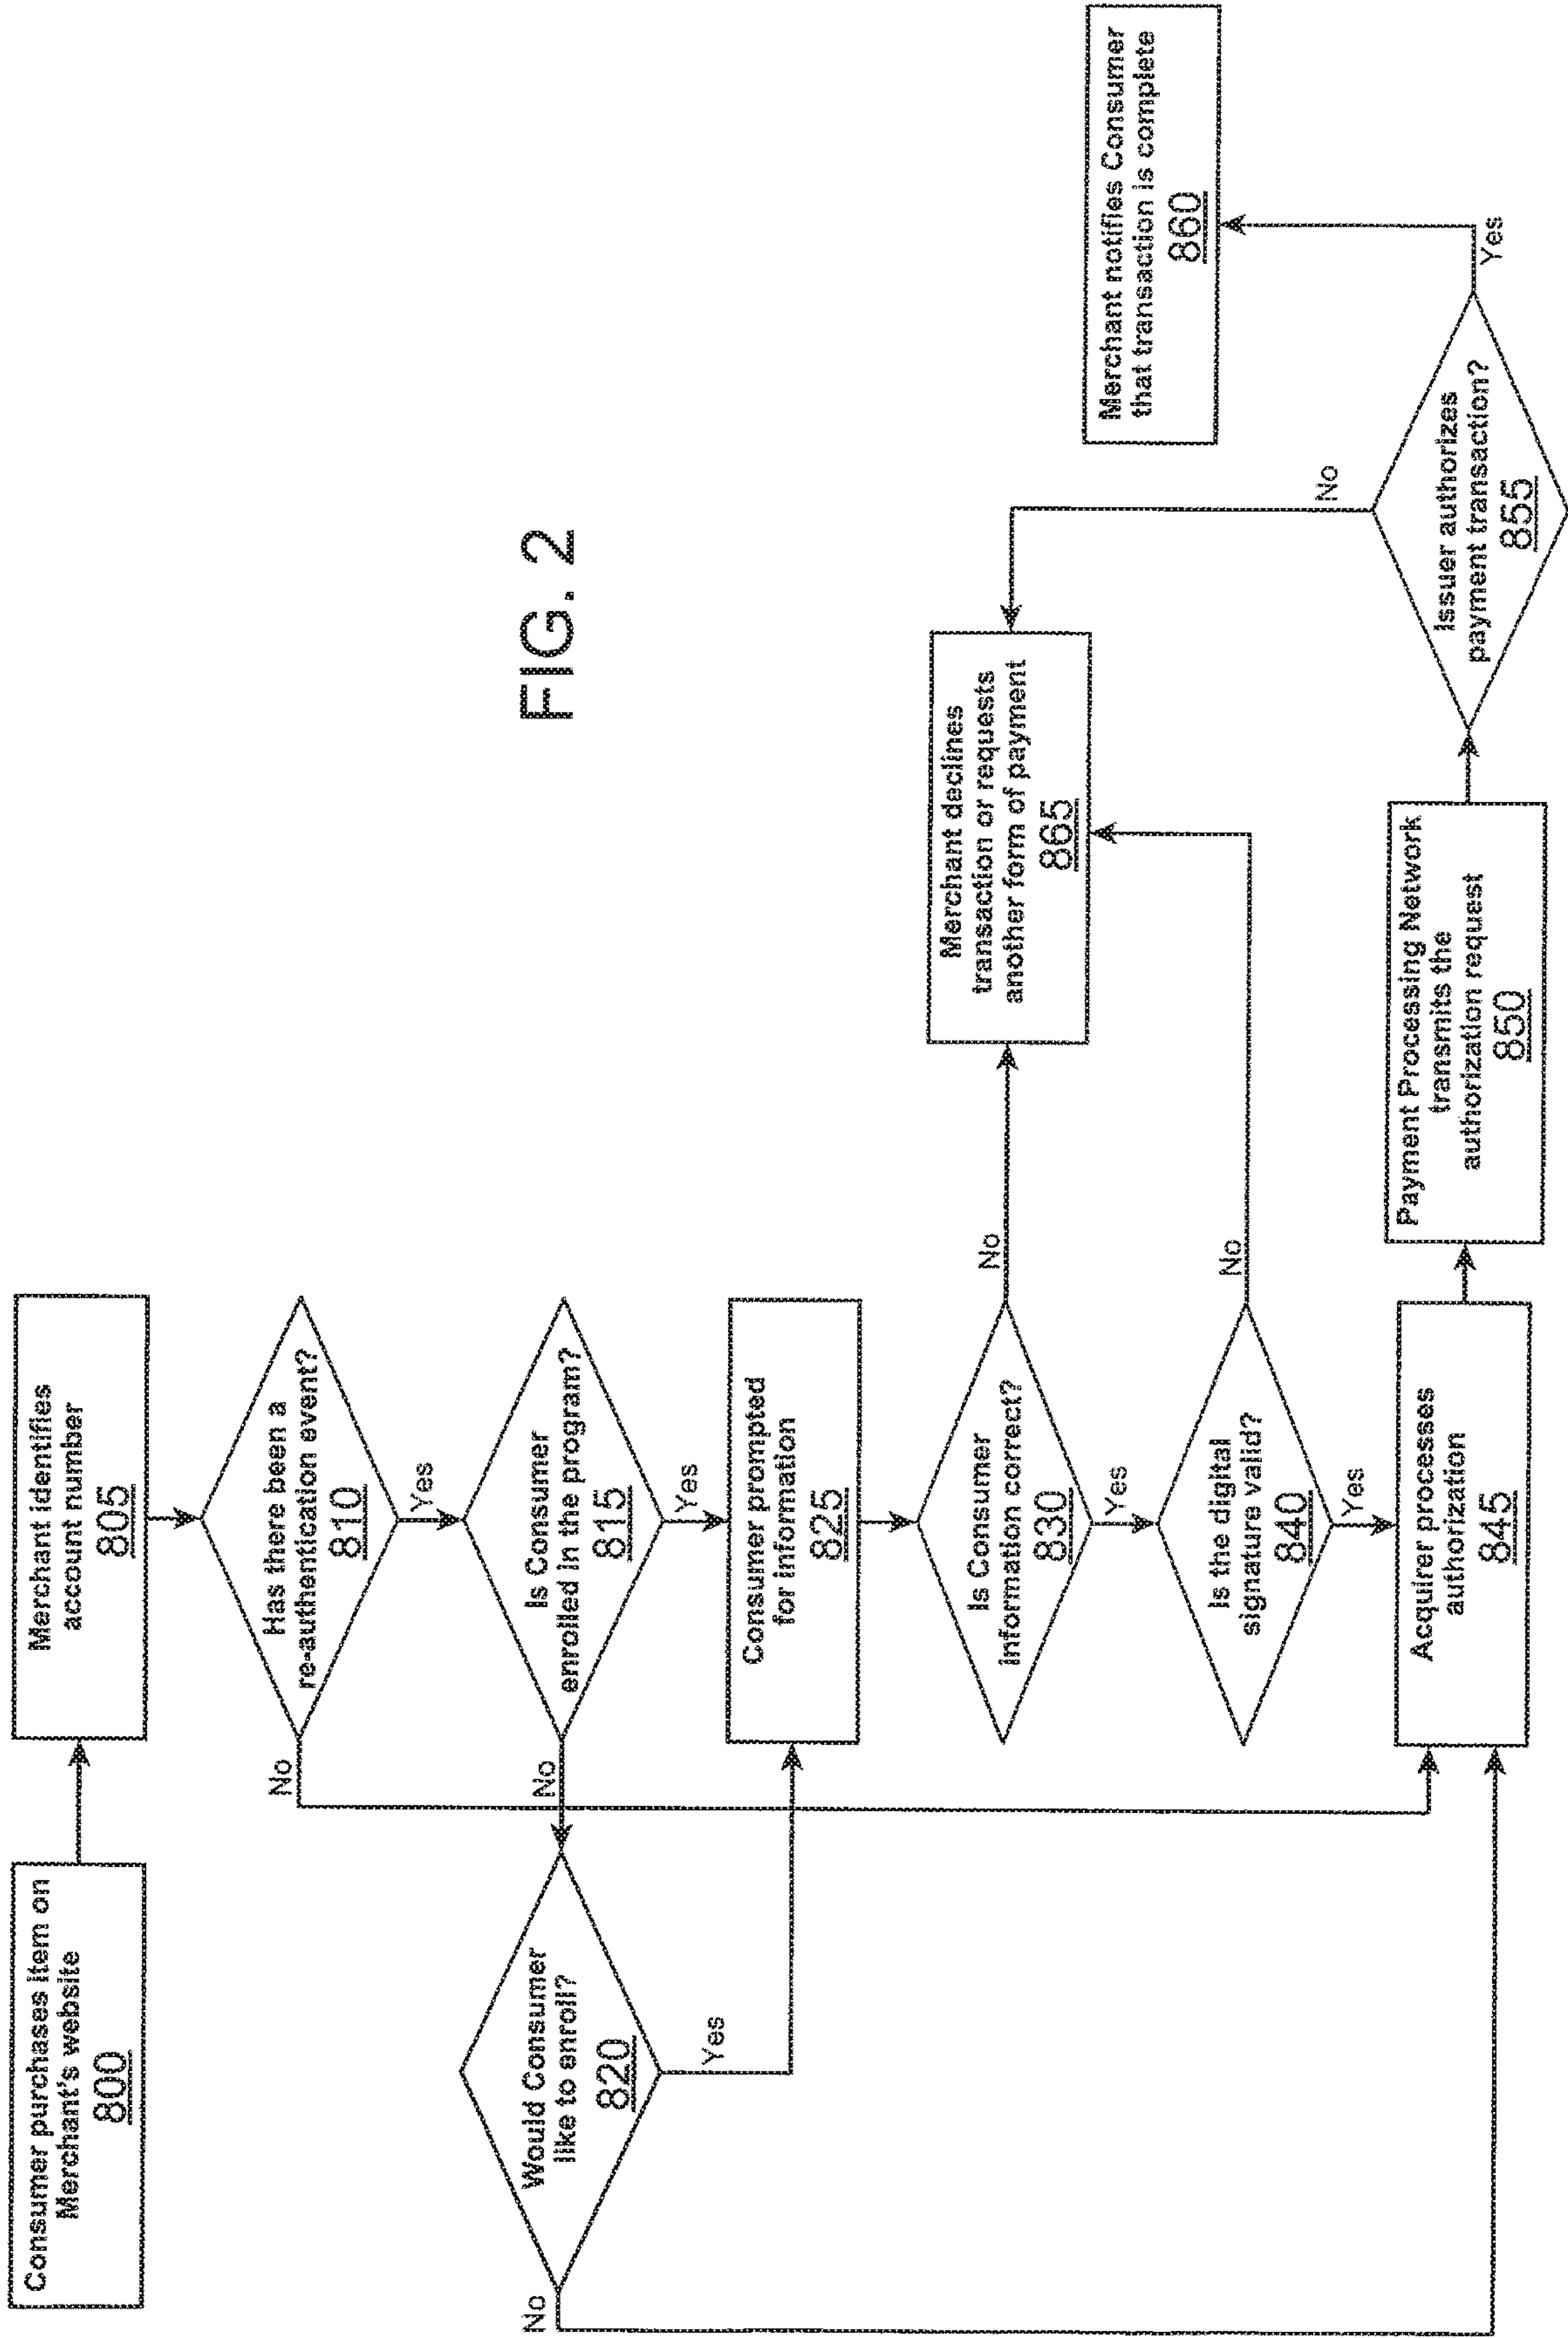 Consumer purchases item on
Merchant's website
800
Merchant identifies
account number
805
Has there been a
re-authentication event?
810
No
Yes
Is Consumer
enrolled in the program?
815
No
Yes
Would Consumer
like to enroll?
820
No
Yes
Consumer prompted
for information
825
Is Consumer
information correct?
830
No
Yes
Is the digital
signature valid?
840
No
Yes
Acquirer processes
authorization
845
Payment Processing Network
transmits the
authorization request
850
Issuer authorizes
payment transaction?
855
No
Yes
Merchant declines
transaction or requests
another form of payment
865
Merchant notifies Consumer
that transaction is complete
860
FIG. 2